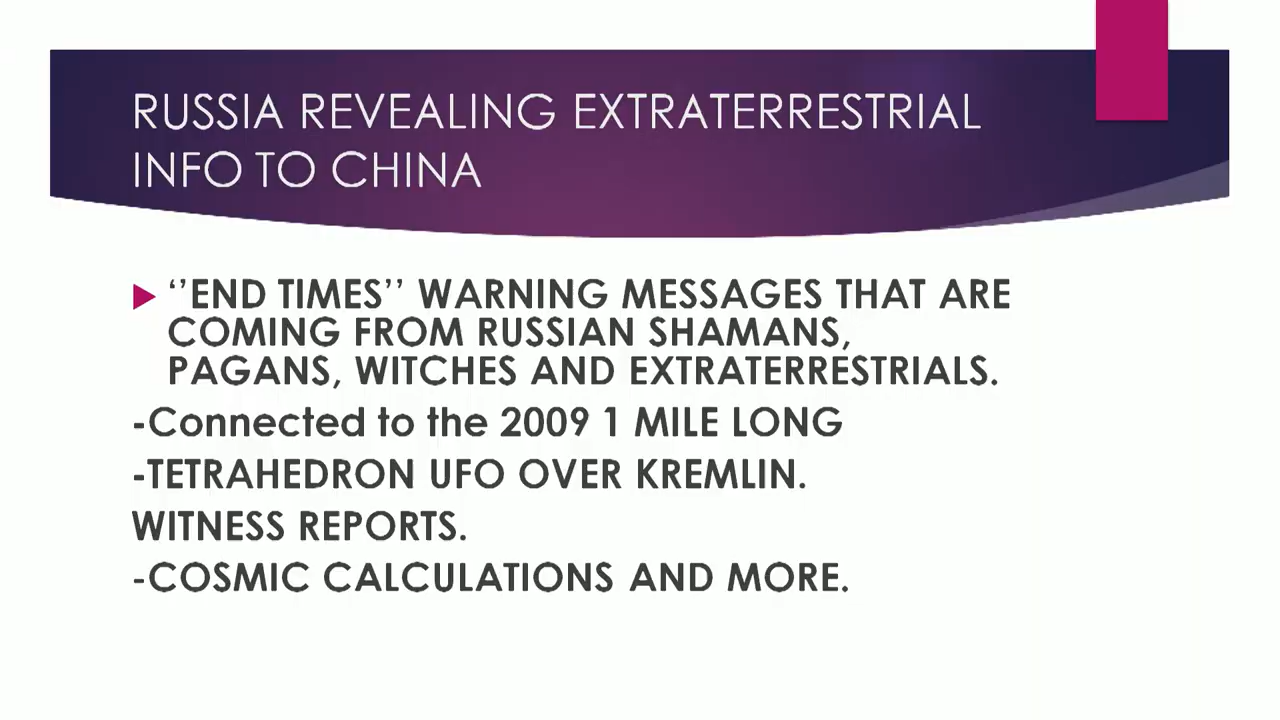 RUSSIA REVEALING EXTRATERRESTRIAL
INFO TO CHINA
‘’END TIMES’’ WARNING MESSAGES THAT ARE
COMING FROM RUSSIAN SHAMANS,
PAGANS, WITCHES AND EXTRATERRESTRIALS.
-Connected to the 2009 1 MILE LONG
-TETRAHEDRON UFO OVER KREMLIN.
WITNESS REPORTS.
-COSMIC CALCULATIONS AND MORE.